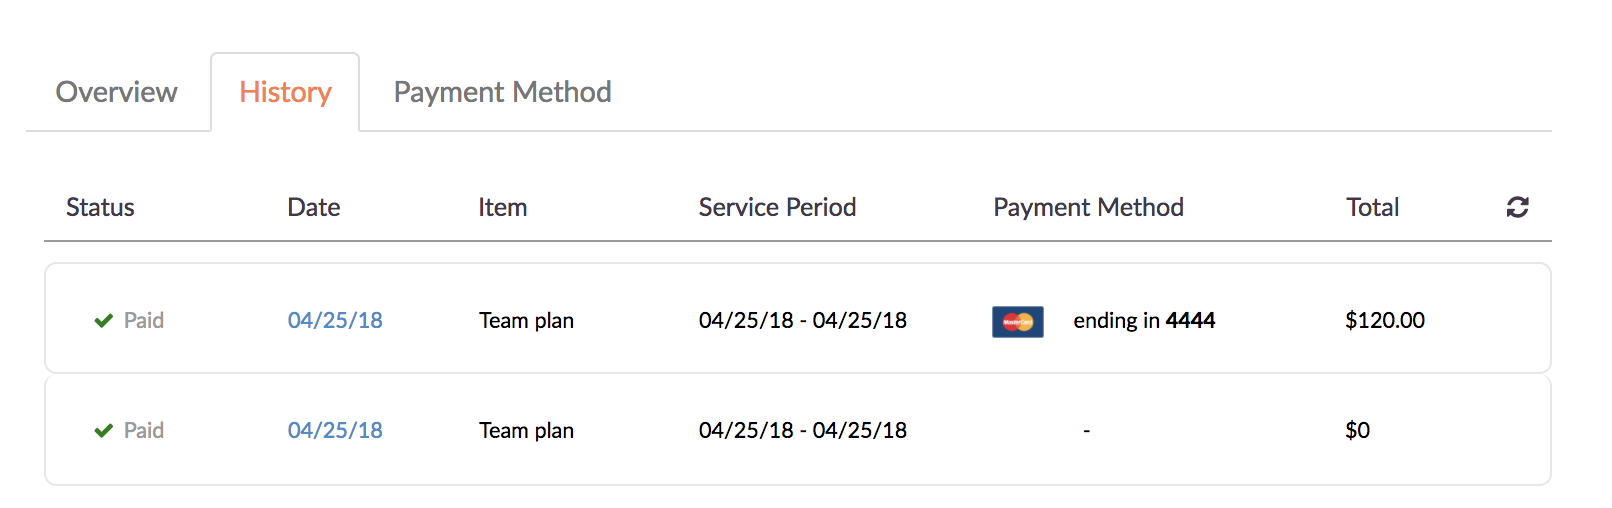 Overview History Payment Method
Status Date Item Service Period Payment Method Total
Paid 04/25/18 Team plan 04/25/18 - 04/25/18 MasterCard ending in 4444 $120.00
Paid 04/25/18 Team plan 04/25/18 - 04/25/18 - $0